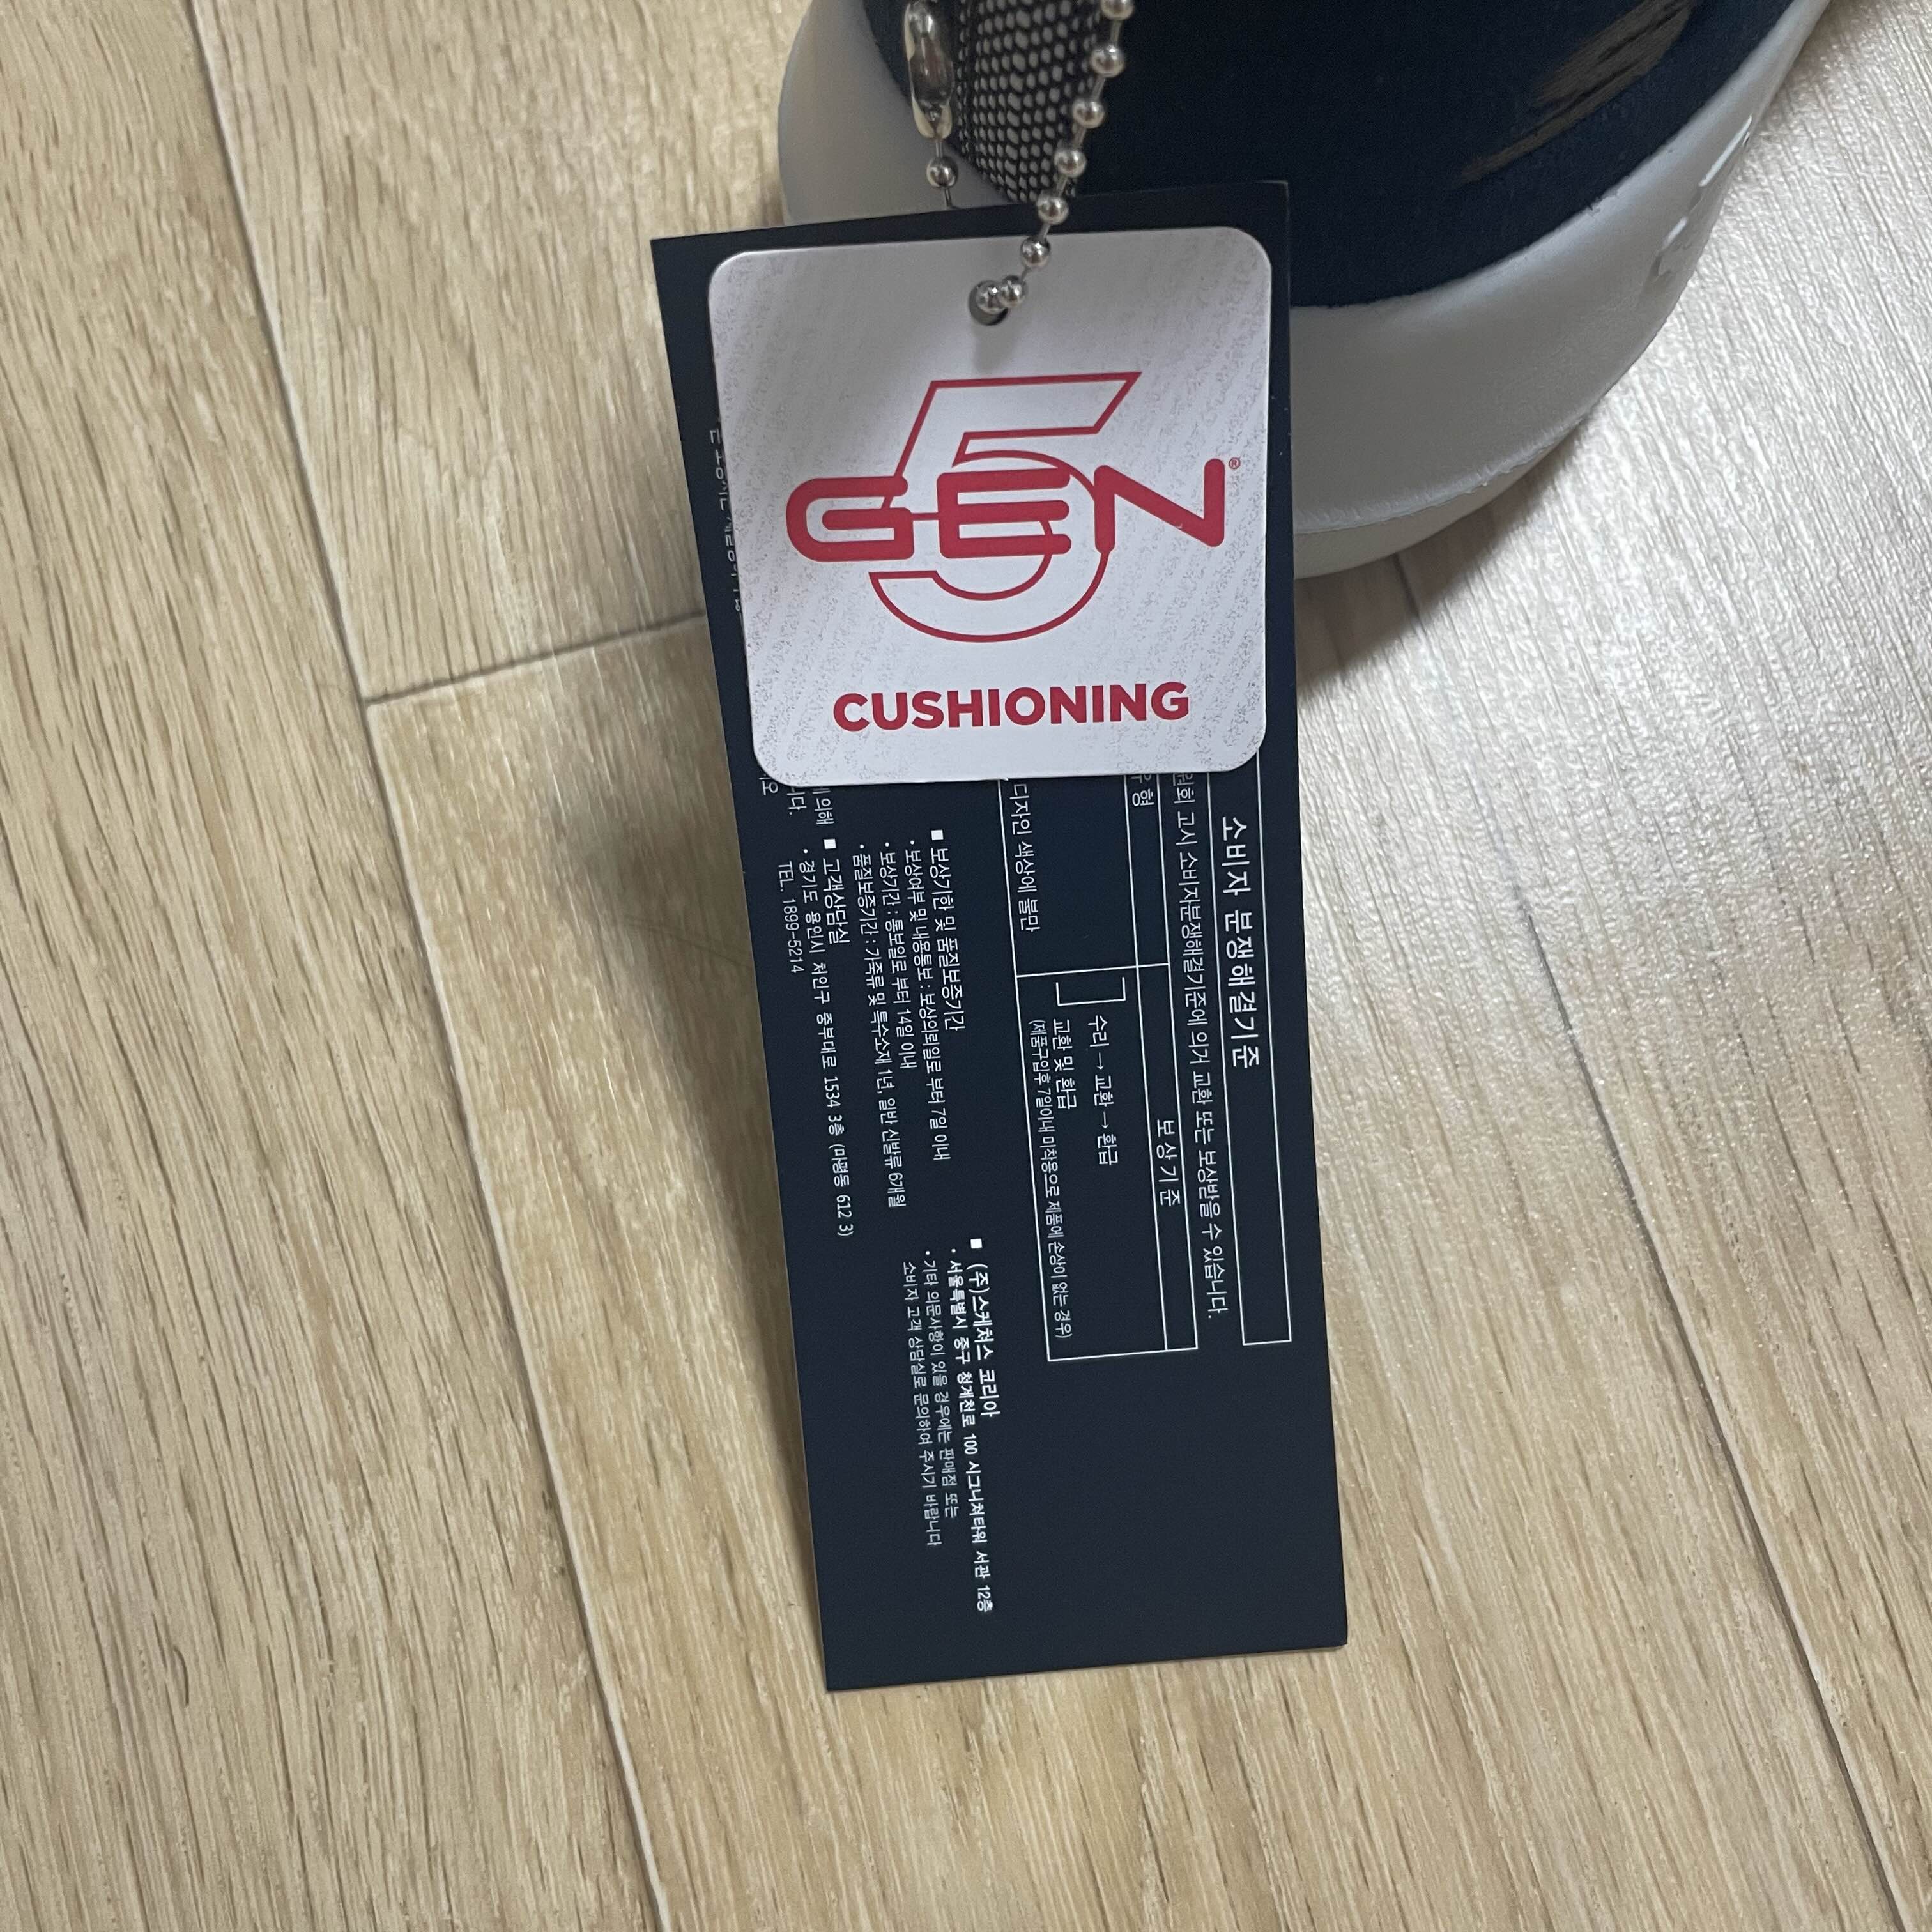 5
GEN®
CUSHIONING
소비자 분쟁해결기준
고시 소비자분쟁해결기준에 의거 교환 또는 보상받을 수 있습니다.
보상기준
디자인 색상에 불만
수리 → 교환 → 환급
교환 및 환급
(제품구입후 7일이내 미착용으로 제품에 손상이 없는 경우)
■ 보상기한 및 품질보증기간
· 보상여부 및 내용통보 : 보상의뢰일로 부터 7일 이내
· 보상기간 : 통보일로 부터 14일 이내
· 품질보증기간 : 가죽류 및 특수소재 1년, 일반 신발류 6개월
의해
■ 고객상담실
· 경기도 용인시 처인구 중부대로 1534 3층 (마평동 612 3)
TEL. 1899-5214
■ (주)스케쳐스 코리아
· 서울특별시 중구 청계천로 100 시그니쳐타워 서관 12층
· 기타 의문사항이 있을 경우에는 판매점 또는
소비자 고객 상담실로 문의하여 주시기 바랍니다